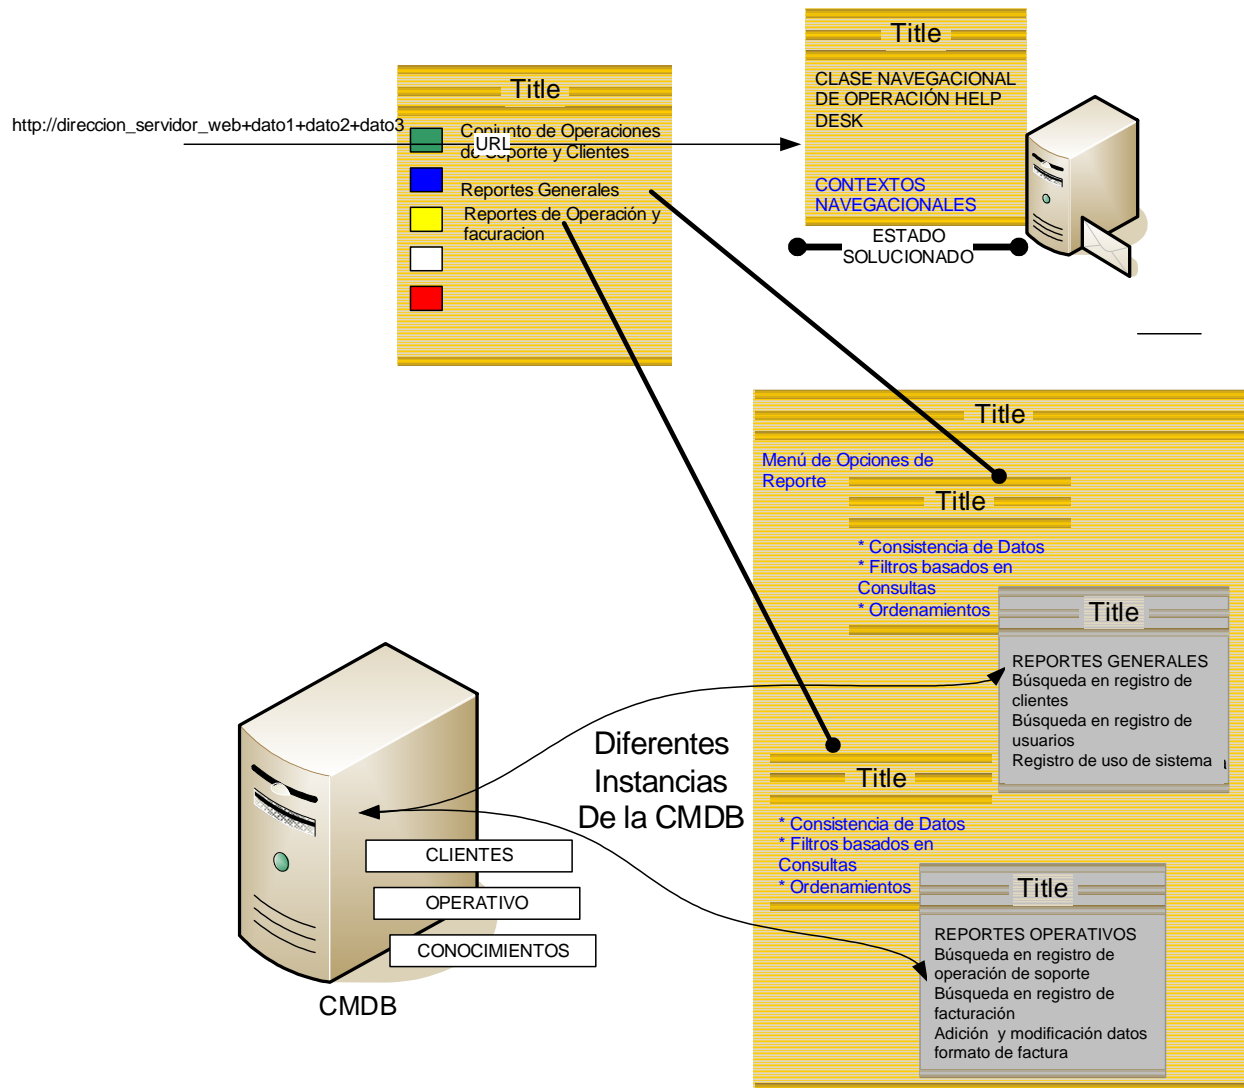 Title
CLASE NAVEGACIONAL
DE OPERACIÓN HELP
DESK
CONTEXTOS
NAVEGACIONALES
ESTADO
SOLUCIONADO
Title
http://direccion_servidor_web+dato1+dato2+dato3
Conjunto de Operaciones
de Soporte y Clientes
URL
Reportes Generales
Reportes de Operación y
facuracion
Title
Menú de Opciones de
Reporte
Title
* Consistencia de Datos
* Filtros basados en
Consultas
* Ordenamientos
Title
REPORTES GENERALES
Búsqueda en registro de
clientes
Búsqueda en registro de
usuarios
Registro de uso de sistema
Diferentes
Instancias
De la CMDB
Title
* Consistencia de Datos
* Filtros basados en
Consultas
* Ordenamientos
Title
REPORTES OPERATIVOS
Búsqueda en registro de
operación de soporte
Búsqueda en registro de
facturación
Adición y modificación datos
formato de factura
CLIENTES
OPERATIVO
CONOCIMIENTOS
CMDB